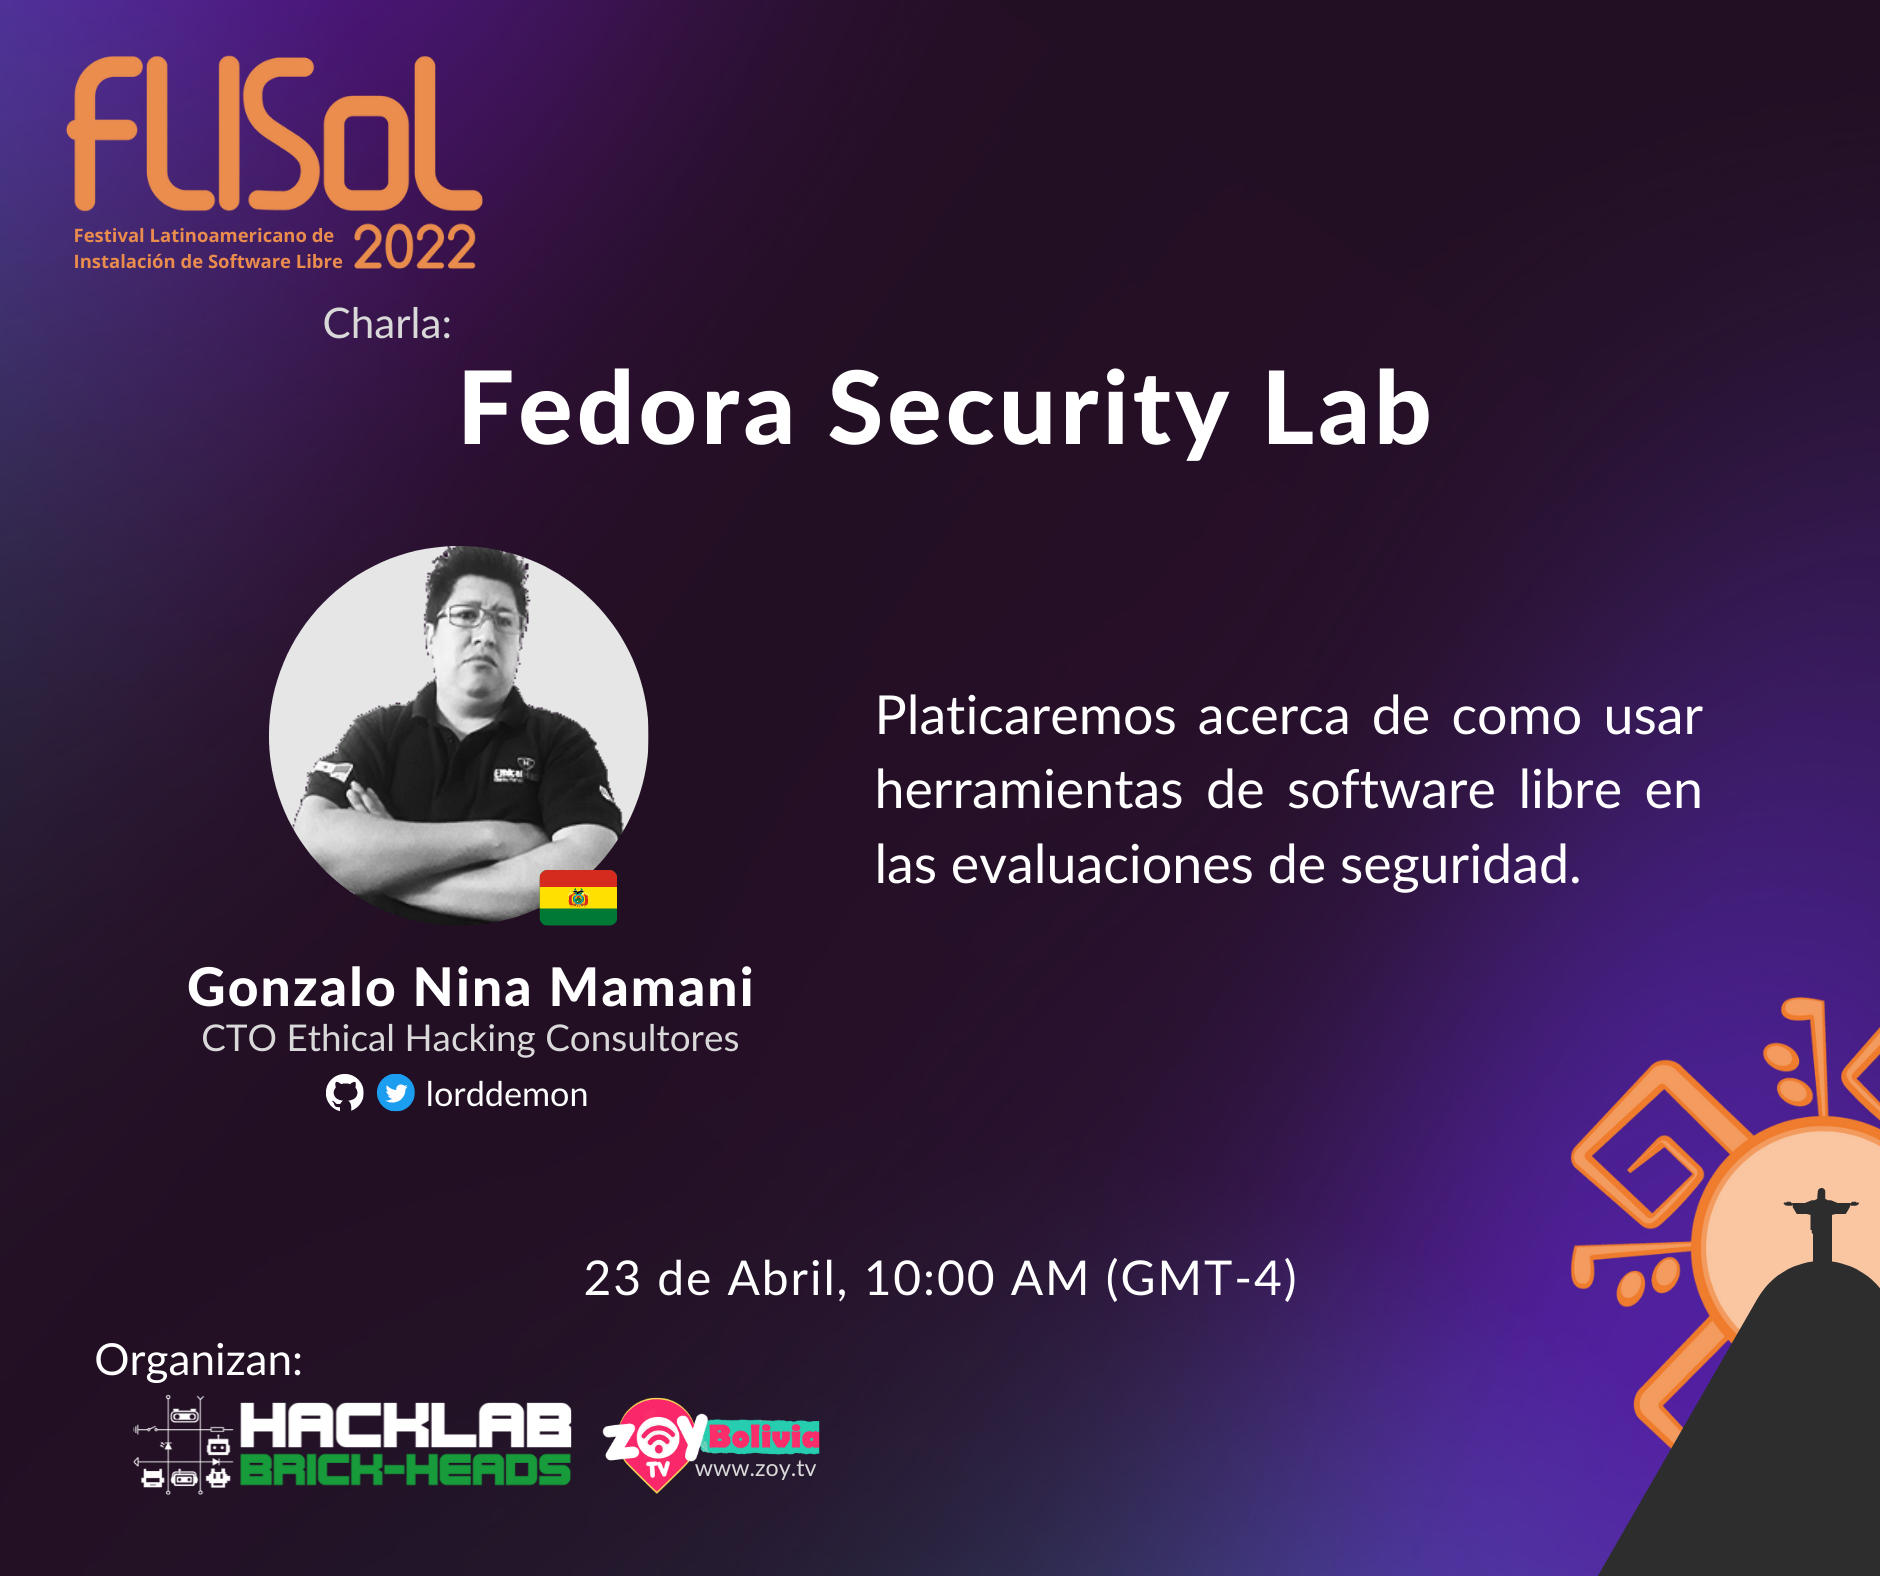 FLISoL
Festival Latinoamericano de
Instalación de Software Libre 2022
Charla:
Fedora Security Lab
Ethical
Platicaremos acerca de como usar
herramientas de software libre en
las evaluaciones de seguridad.
Gonzalo Nina Mamani
CTO Ethical Hacking Consultores
lorddemon
23 de Abril, 10:00 AM (GMT-4)
Organizan:
HACKLAB
BRICK-HEADS
ZOY Bolivia
TV www.zoy.tv